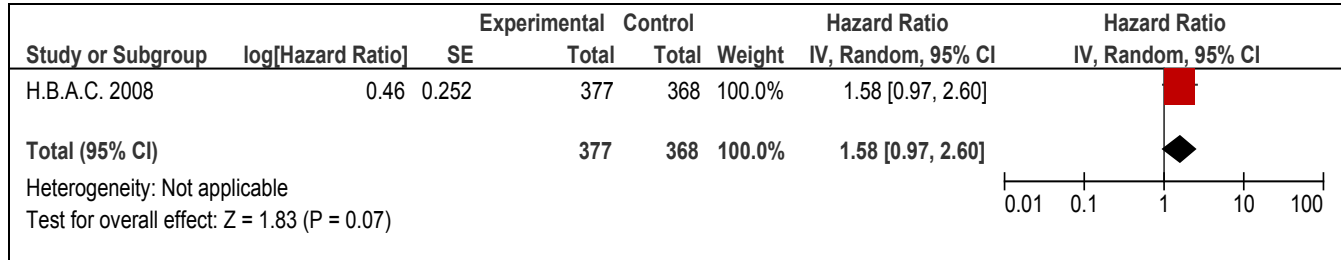 Experimental Control Hazard Ratio Hazard Ratio
Study or Subgroup log[Hazard Ratio] SE Total Total Weight IV, Random, 95% CI IV, Random, 95% CI
H.B.A.C. 2008 0.46 0.252 377 368 100.0% 1.58 [0.97, 2.60]
Total (95% CI) 377 368 100.0% 1.58 [0.97, 2.60]
Heterogeneity: Not applicable
Test for overall effect: Z = 1.83 (P = 0.07)
0.01 0.1 1 10 100